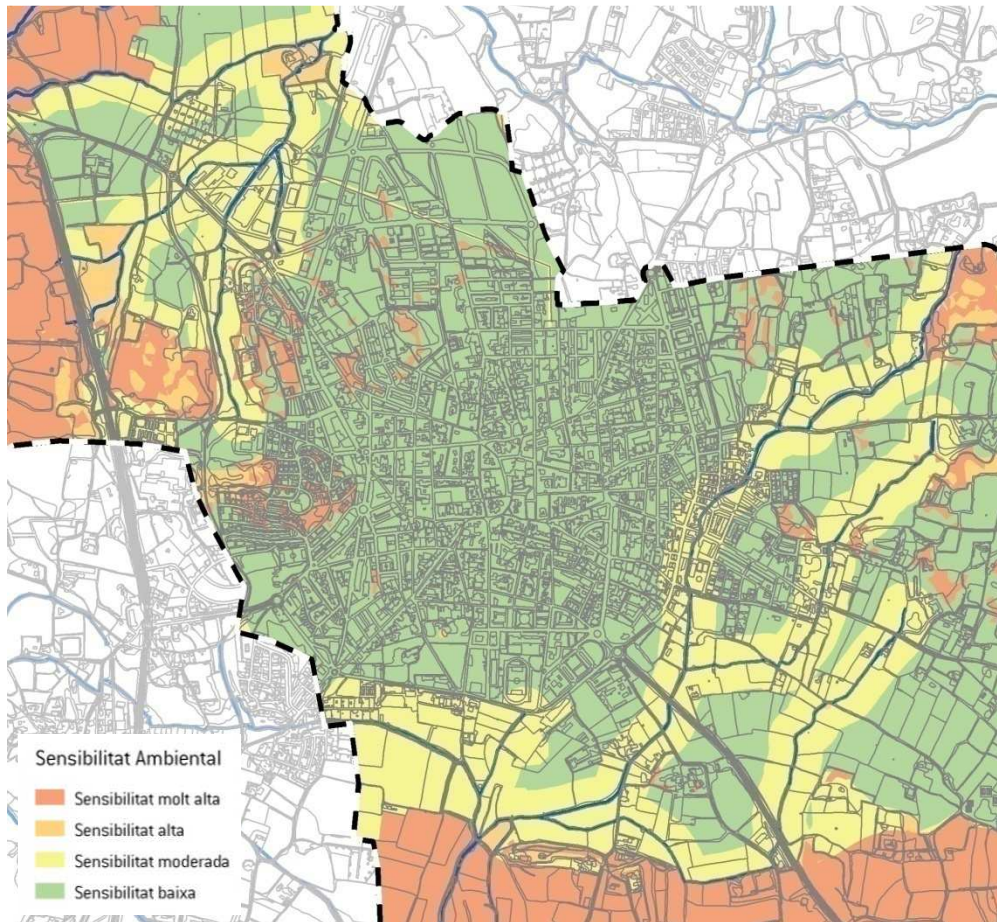 Sensibilitat Ambiental
Sensibilitat molt alta
Sensibilitat alta
Sensibilitat moderada
Sensibilitat baixa